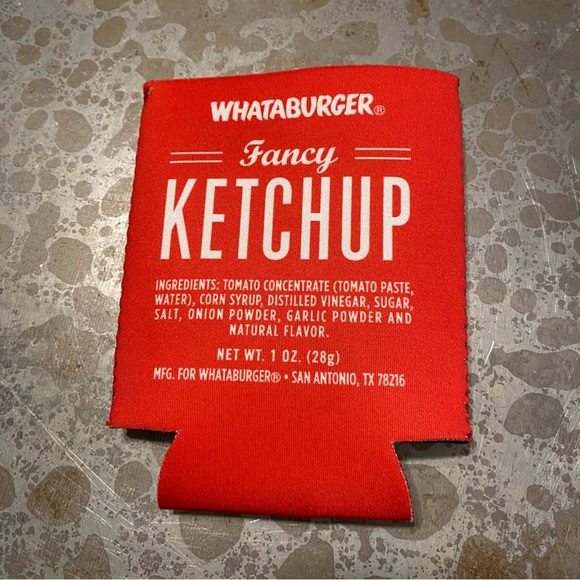 WHATABURGER®
Fancy
KETCHUP
INGREDIENTS: TOMATO CONCENTRATE (TOMATO PASTE,
WATER), CORN SYRUP, DISTILLED VINEGAR, SUGAR,
SALT, ONION POWDER, GARLIC POWDER AND
NATURAL FLAVOR.
NET WT. 1 OZ. (28g)
MFG. FOR WHATABURGER® • SAN ANTONIO, TX 78216